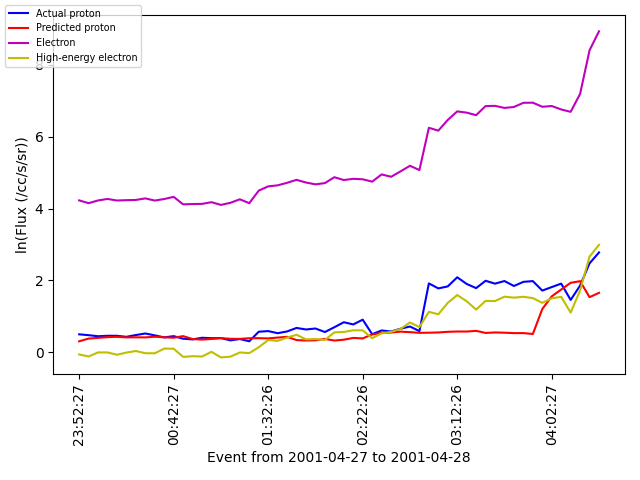 Actual proton
Predicted proton
Electron
High-energy electron
6
4
2
0
ln(Flux (/cc/s/sr))
23:52:27
00:42:27
01:32:26
02:22:26
03:12:26
04:02:27
Event from 2001-04-27 to 2001-04-28